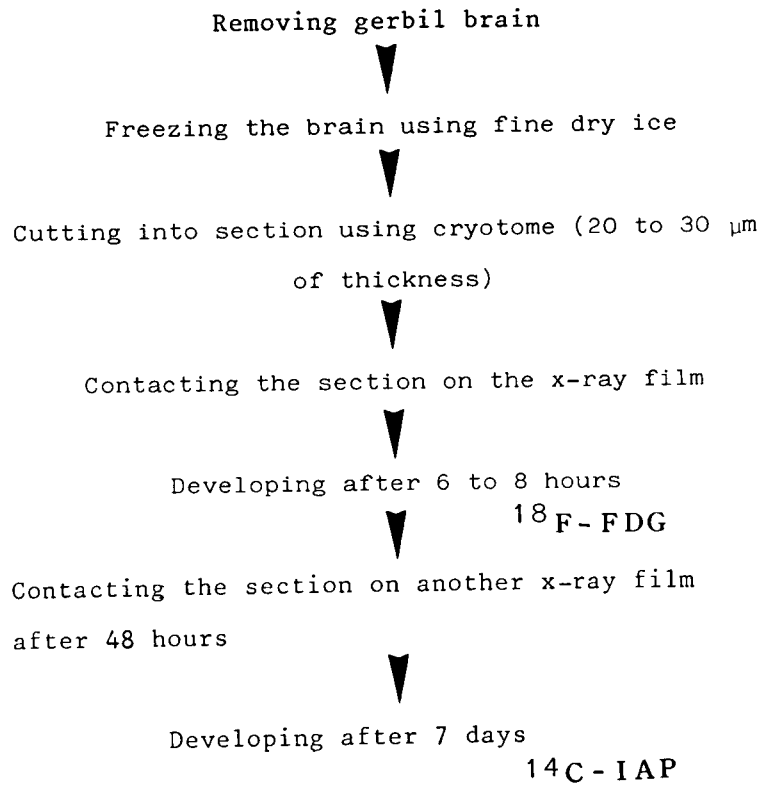 Removing gerbil brain
Freezing the brain using fine dry ice
Cutting into section using cryotome (20 to 30 μm
of thickness)
Contacting the section on the x-ray film
Developing after 6 to 8 hours
18F-FDG
Contacting the section on another x-ray film
after 48 hours
Developing after 7 days
14C-IAP